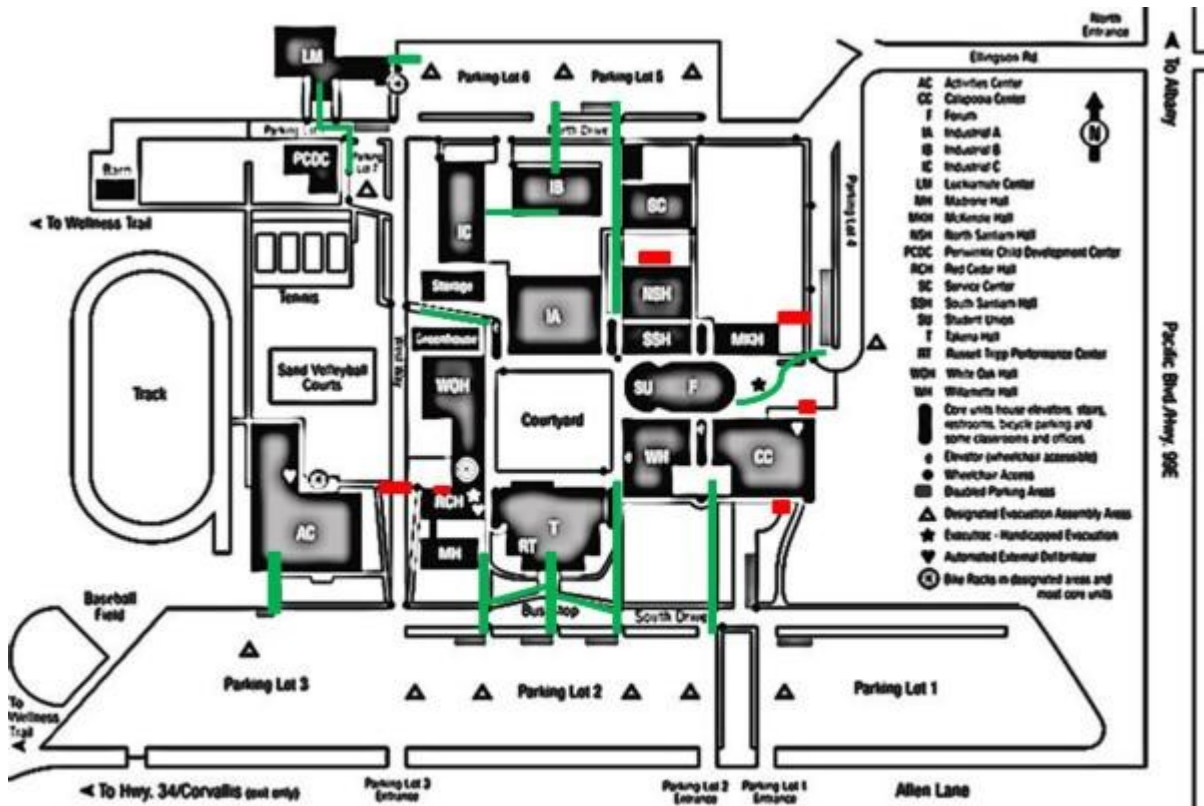 North
Entrance
Ellingson Rd
To Albany
LM
Parking Lot 6
Parking Lot 5
North Drive
Parking Lot
PCDC
Parking
Lot 7
Barn
To Wellness Trail
IB
IC
SC
Parking Lot 4
N
AC Activities Center
CC Calapooia Center
F Forum
IA Industrial A
IB Industrial B
IC Industrial C
LM Luckiamute Center
MH Madrone Hall
MKH McKenzie Hall
NSH North Santiam Hall
PCDC Periwinkle Child Development Center
RCH Red Cedar Hall
SC Service Center
SSH South Santiam Hall
SU Student Union
T Takena Hall
RT Russell Tripp Performance Center
WOH White Oak Hall
WH Willamette Hall
Core units house elevators, stairs,
restrooms, bicycle parking and
some classrooms and offices.
Elevator (wheelchair accessible)
Wheelchair Access
Disabled Parking Areas
Designated Evacuation Assembly Areas
Evacutrac - Handicapped Evacuation
Automated External Defibrillator
Bike Racks in designated areas and
most core units
Pacific Blvd./Hwy. 99E
Tennis
Storage
IA
NSH
Greenhouse
SSH
MKH
Sand Volleyball
Courts
West Way
Track
WOH
SU
F
Courtyard
WH
CC
RCH
T
AC
RT
MH
Baseball
Field
Bus Stop
South Drive
Parking Lot 3
Parking Lot 2
Parking Lot 1
To
Wellness
Trail
To Hwy. 34/Corvallis (exit only)
Parking Lot 3
Entrance
Parking Lot 2
Entrance
Parking Lot 1
Entrance
Allen Lane